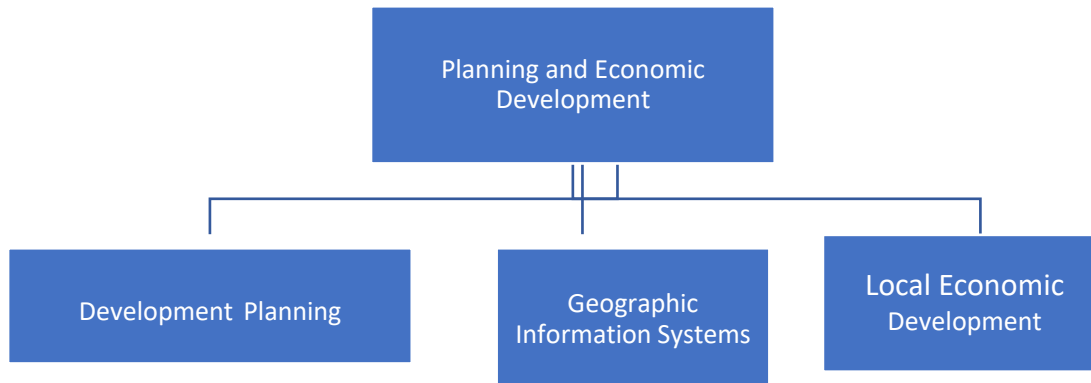 Planning and Economic
Development
Development Planning
Geographic
Information Systems
Local Economic
Development